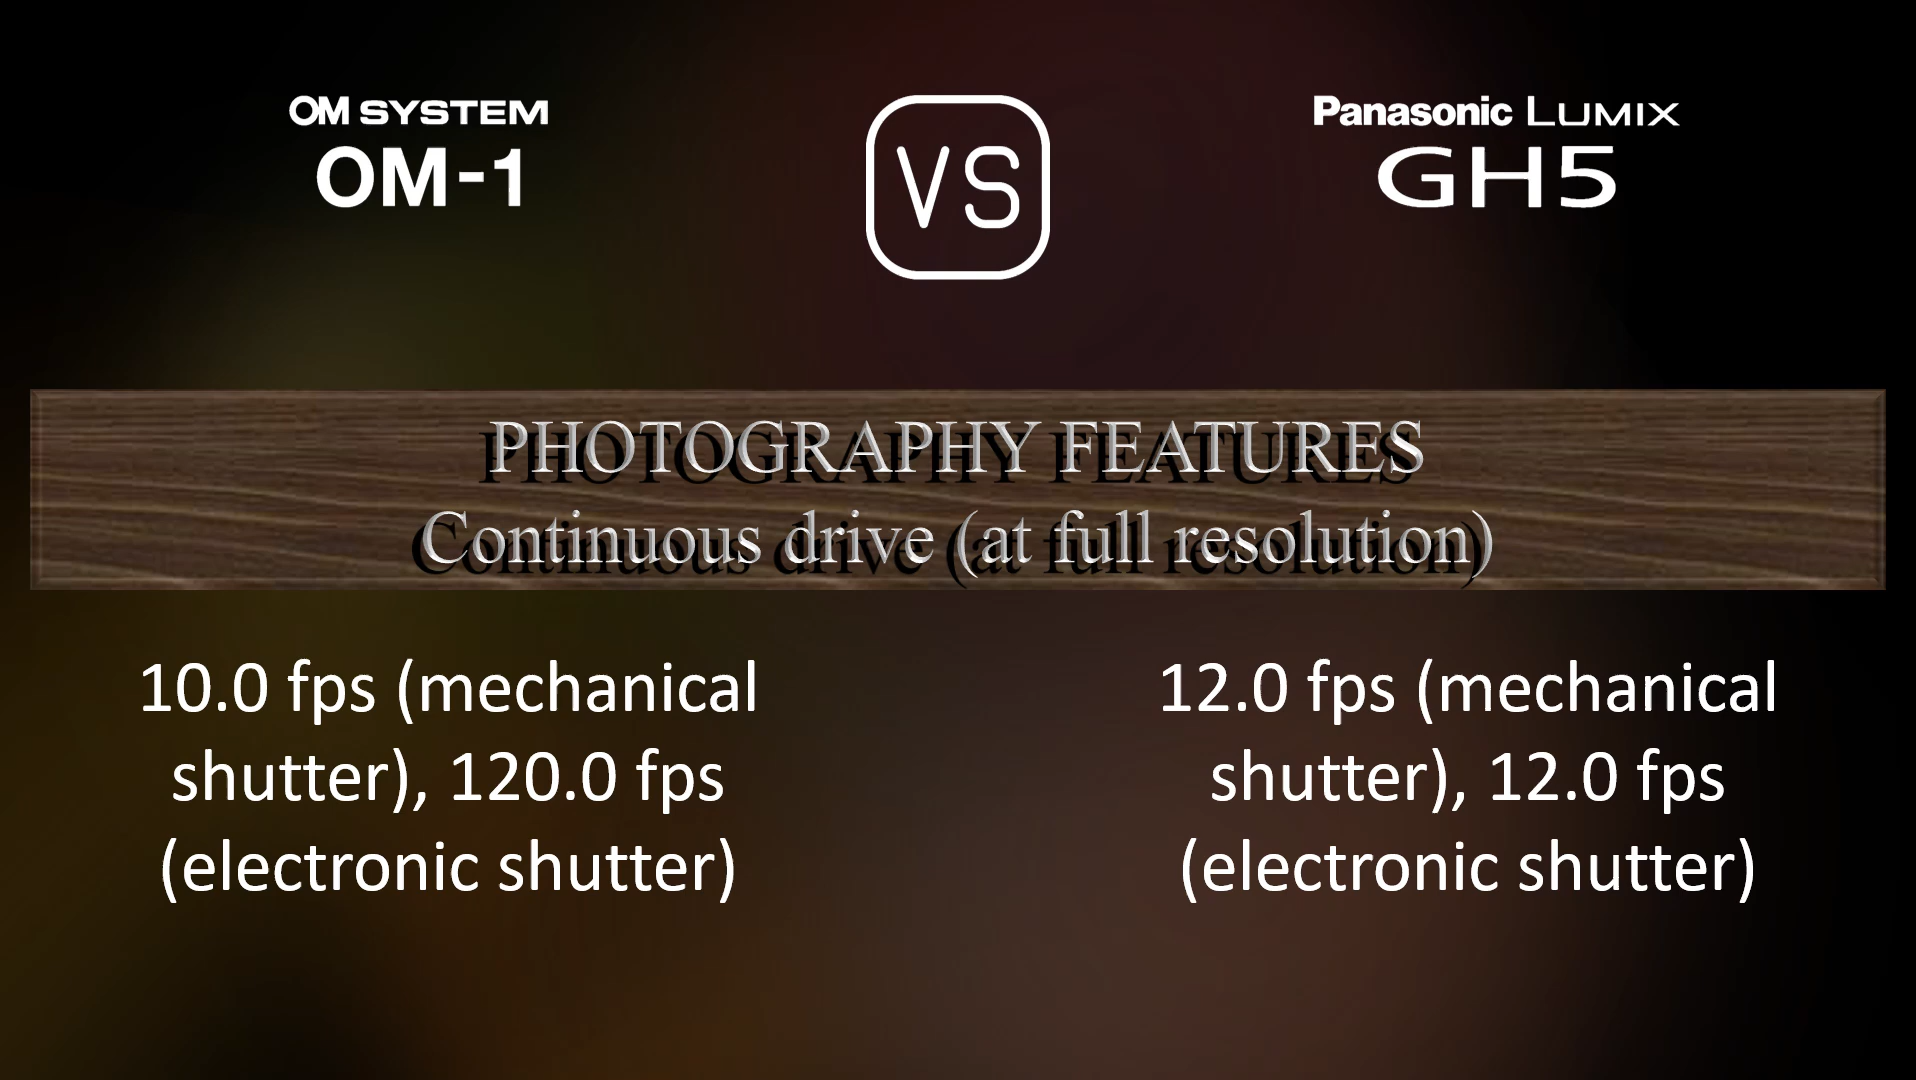 OM SYSTEM
OM-1
VS
Panasonic LUMIX
GH5
PHOTOGRAPHY FEATURES
Continuous drive (at full resolution)
10.0 fps (mechanical
shutter), 120.0 fps
(electronic shutter)
12.0 fps (mechanical
shutter), 12.0 fps
(electronic shutter)